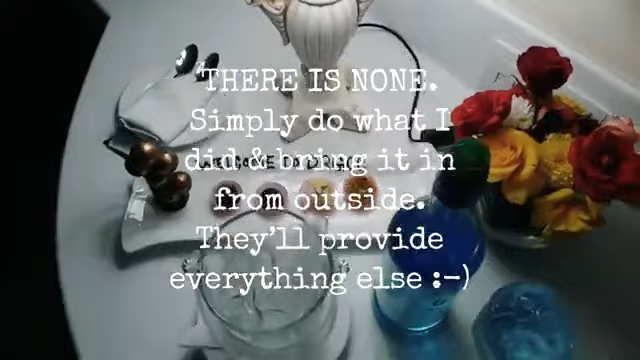 THERE IS NONE.
Simply do what I
did & bring it in
from outside.
They'll provide
everything else :-)